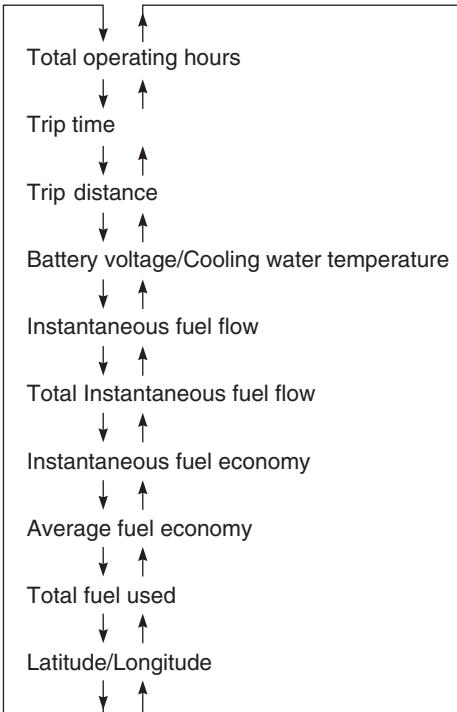 Total operating hours
Trip time
Trip distance
Battery voltage/Cooling water temperature
Instantaneous fuel flow
Total Instantaneous fuel flow
Instantaneous fuel economy
Average fuel economy
Total fuel used
Latitude/Longitude